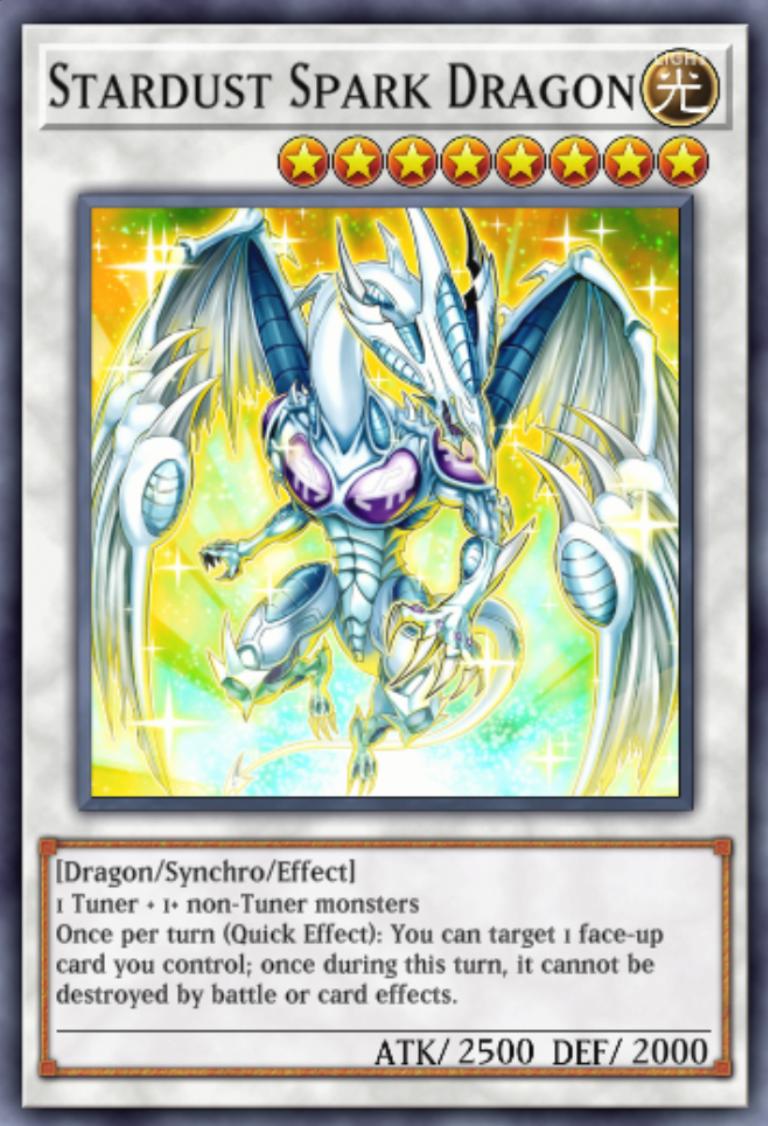 STARDUST SPARK DRAGON
LIGHT
光
[Dragon/Synchro/Effect]
1 Tuner + 1+ non-Tuner monsters
Once per turn (Quick Effect): You can target 1 face-up
card you control; once during this turn, it cannot be
destroyed by battle or card effects.
ATK/ 2500 DEF/ 2000